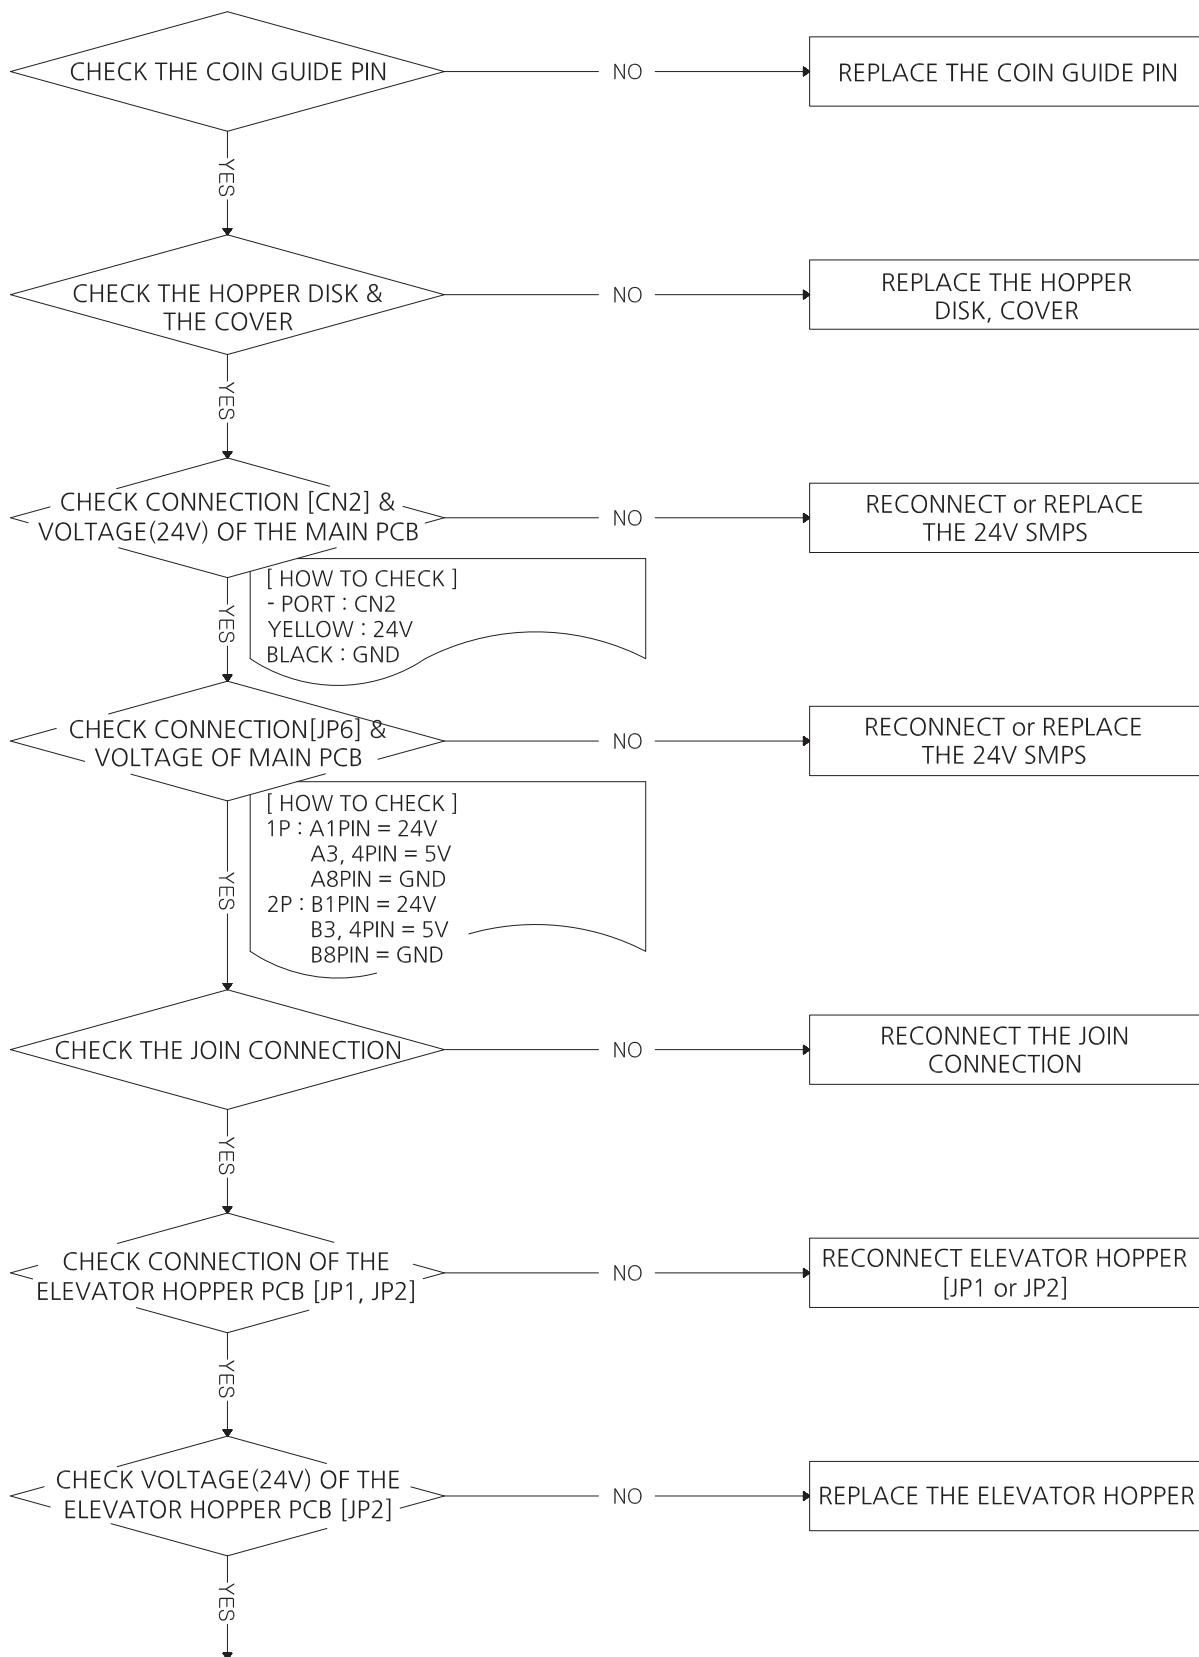 CHECK THE COIN GUIDE PIN
NO
REPLACE THE COIN GUIDE PIN
YES
CHECK THE HOPPER DISK &
THE COVER
NO
REPLACE THE HOPPER
DISK, COVER
YES
CHECK CONNECTION [CN2] &
VOLTAGE(24V) OF THE MAIN PCB
NO
RECONNECT or REPLACE
THE 24V SMPS
[ HOW TO CHECK ]
- PORT : CN2
YELLOW : 24V
BLACK : GND
YES
CHECK CONNECTION[JP6] &
VOLTAGE OF MAIN PCB
NO
RECONNECT or REPLACE
THE 24V SMPS
[ HOW TO CHECK ]
1P : A1PIN = 24V
A3, 4PIN = 5V
A8PIN = GND
2P : B1PIN = 24V
B3, 4PIN = 5V
B8PIN = GND
YES
CHECK THE JOIN CONNECTION
NO
RECONNECT THE JOIN
CONNECTION
YES
CHECK CONNECTION OF THE
ELEVATOR HOPPER PCB [JP1, JP2]
NO
RECONNECT ELEVATOR HOPPER
[JP1 or JP2]
YES
CHECK VOLTAGE(24V) OF THE
ELEVATOR HOPPER PCB [JP2]
NO
REPLACE THE ELEVATOR HOPPER
YES